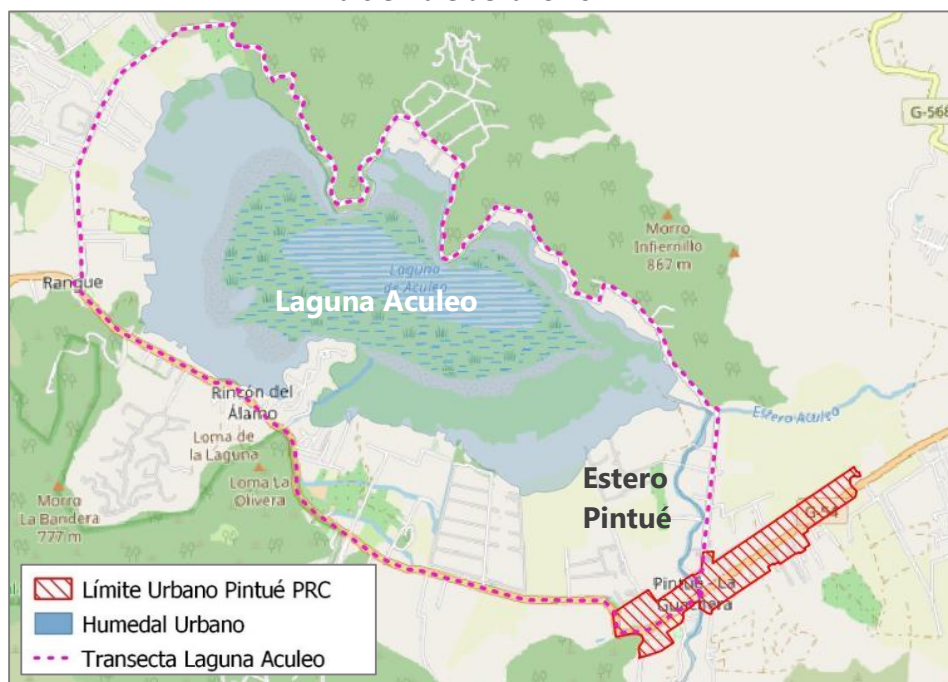 G-568
Morro
Infiernillo
867 m
Laguna
de Aculeo
Laguna Aculeo
Rangue
Rincón del
Álamo
Loma de
la Laguna
Loma La
Olivera
Morro
La Bandera
777 m
Estero Aculeo
Estero
Pintué
G-54
Pintué - La
Guachera
Límite Urbano Pintué PRC
Humedal Urbano
Transecta Laguna Aculeo